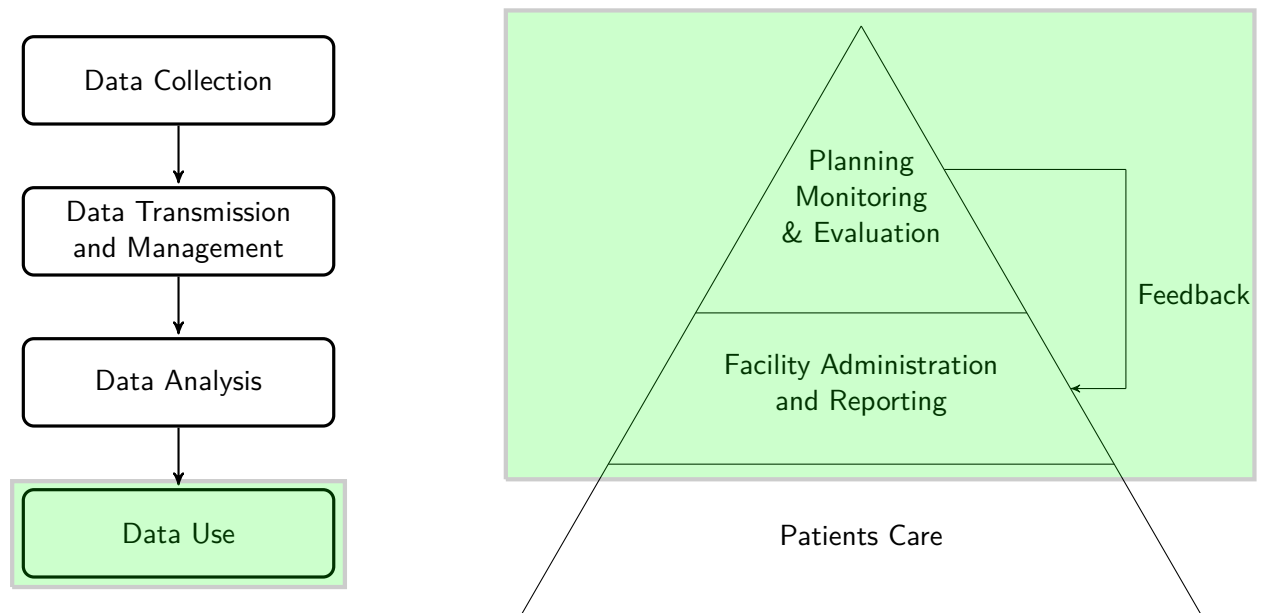 Data Collection
Data Transmission
and Management
Data Analysis
Data Use
Planning
Monitoring
& Evaluation
Feedback
Facility Administration
and Reporting
Patients Care